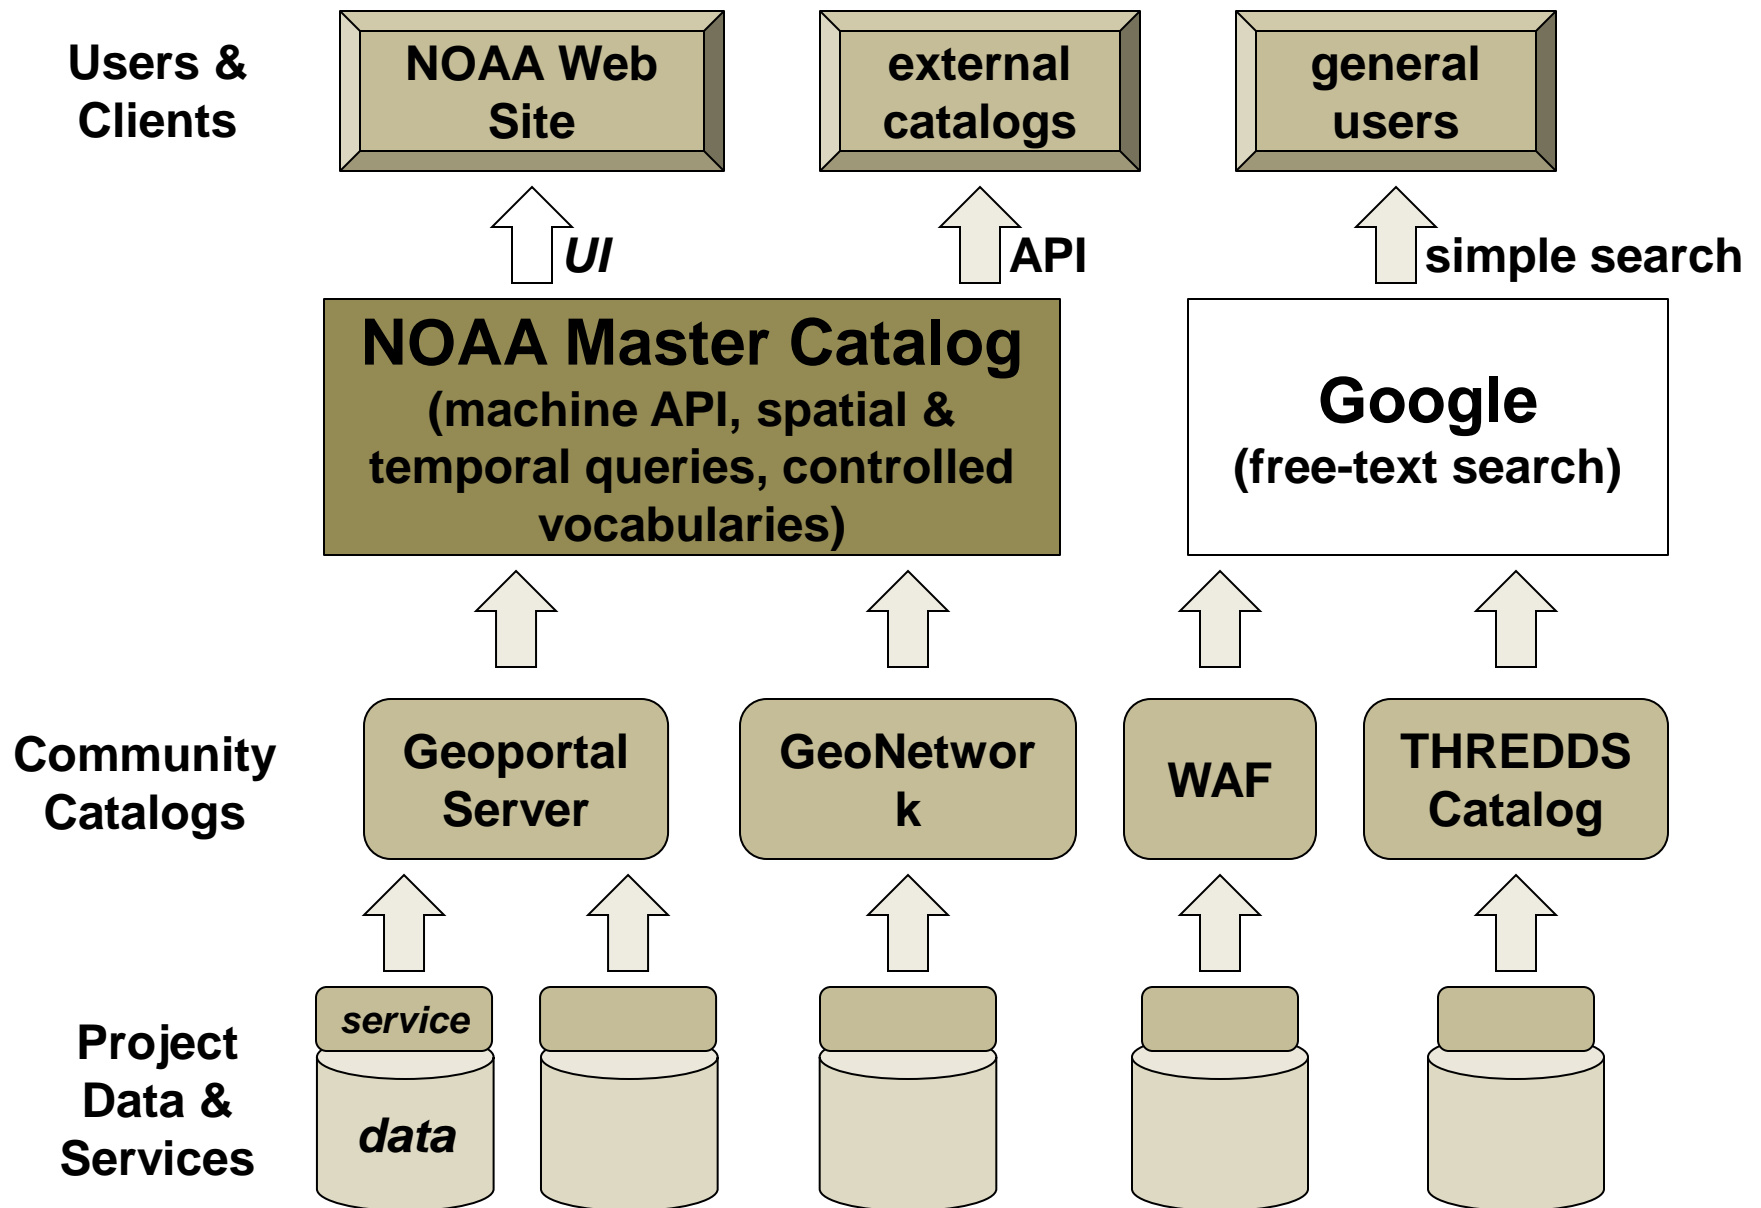 Users &
Clients
NOAA Web
Site
external
catalogs
general
users
UI
API
simple search
NOAA Master Catalog
(machine API, spatial &
temporal queries, controlled
vocabularies)
Google
(free-text search)
Community
Catalogs
Geoportal
Server
GeoNetwor
k
WAF
THREDDS
Catalog
Project
Data &
Services
service
data